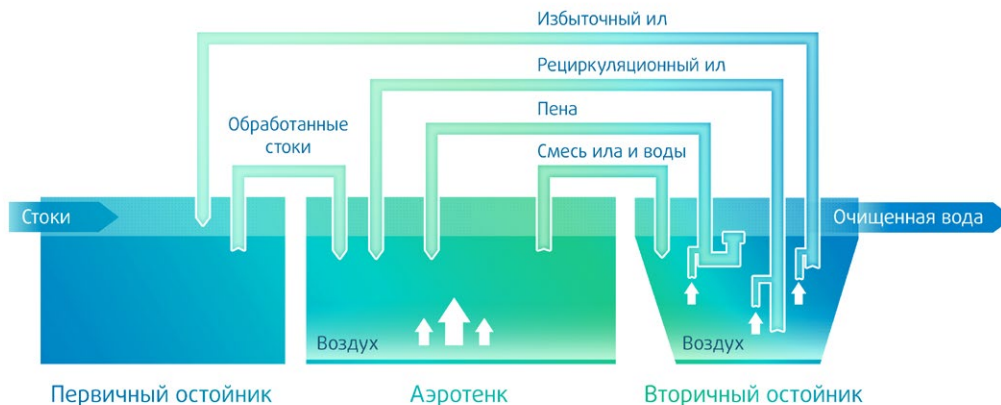 Избыточный ил
Рециркуляционный ил
Пена
Обработанные
стоки
Смесь ила и воды
Стоки
Очищенная вода
Воздух
Воздух
Первичный остойник
Аэротенк
Вторичный остойник